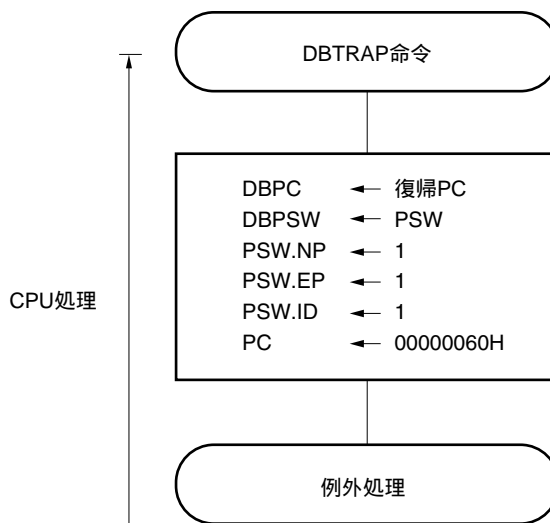 DBTRAP命令
DBPC ← 復帰PC
DBPSW ← PSW
PSW.NP ← 1
PSW.EP ← 1
PSW.ID ← 1
PC ← 00000060H
CPU処理
例外処理